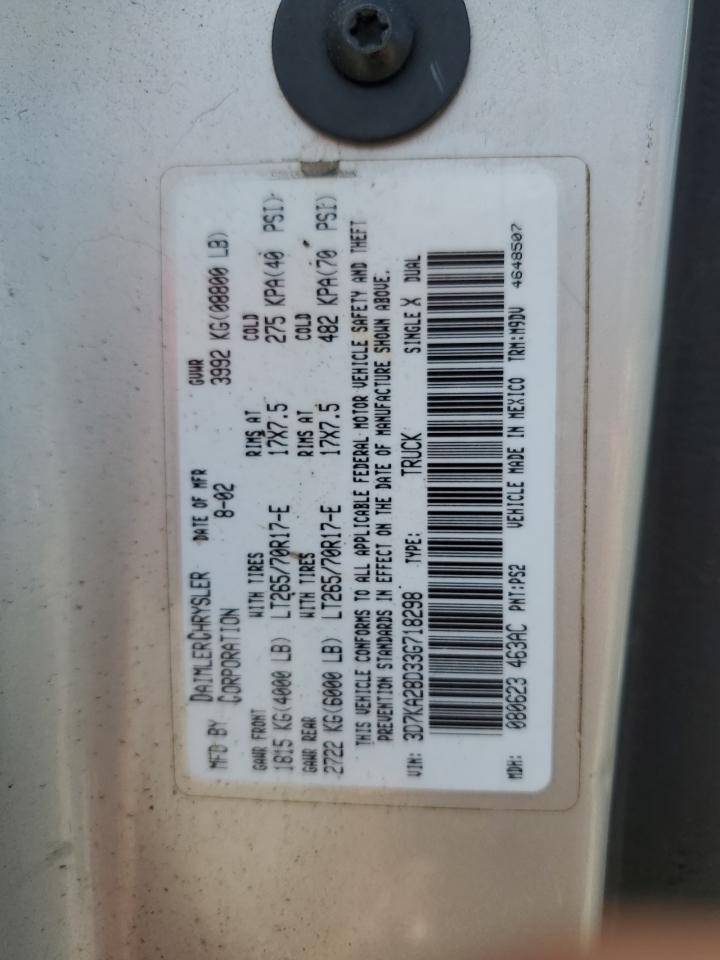 MFD BY DAIMLERCHRYSLER CORPORATION DATE OF MFR 8-02 GVWR 3992 KG(08800 LB)
GAWR FRONT WITH TIRES RIMS AT COLD
1815 KG(4000 LB) LT265/70R17-E 17X7.5 275 KPA(40 PSI)
GAWR REAR WITH TIRES RIMS AT COLD
2722 KG(6000 LB) LT265/70R17-E 17X7.5 482 KPA(70 PSI)
THIS VEHICLE CONFORMS TO ALL APPLICABLE FEDERAL MOTOR VEHICLE SAFETY AND THEFT
PREVENTION STANDARDS IN EFFECT ON THE DATE OF MANUFACTURE SHOWN ABOVE.
VIN: 3D7KA28D33G718298 TYPE: TRUCK SINGLE X DUAL
MDH: 080623 463AC PNT:PS2 VEHICLE MADE IN MEXICO TRM:M9DV 4648507